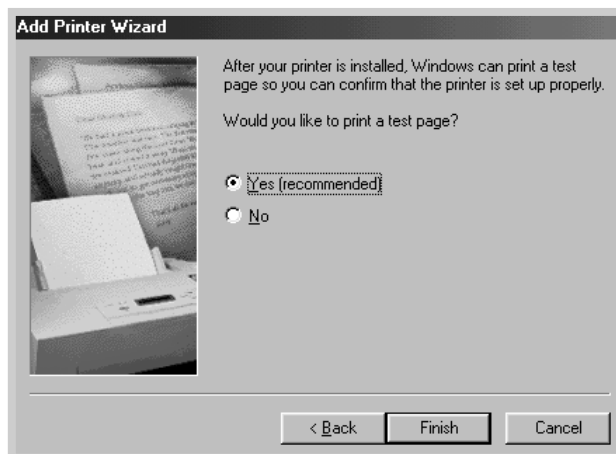 Add Printer Wizard
After your printer is installed, Windows can print a test
page so you can confirm that the printer is set up properly.
Would you like to print a test page?
Yes (recommended)
No
< Back
Finish
Cancel